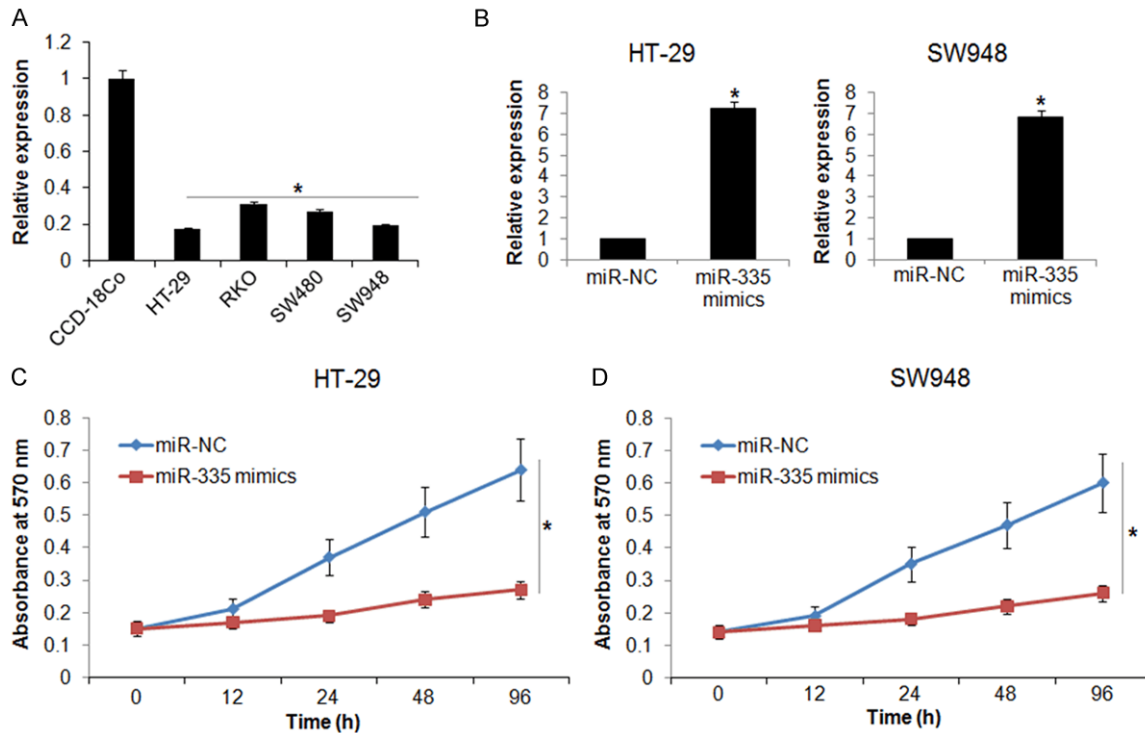 A
Relative expression
1.2
1
0.8
0.6
0.4
0.2
0
*
CCD-18Co
HT-29
RKO
SW480
SW948
B
HT-29
Relative expression
8
7
6
5
4
3
2
1
0
*
miR-NC
miR-335
mimics
SW948
Relative expression
8
7
6
5
4
3
2
1
0
*
miR-NC
miR-335
mimics
C
HT-29
Absorbance at 570 nm
0.8
0.7
0.6
0.5
0.4
0.3
0.2
0.1
0
miR-NC
miR-335 mimics
*
0 12 24 48 96
Time (h)
D
SW948
Absorbance at 570 nm
0.8
0.7
0.6
0.5
0.4
0.3
0.2
0.1
0
miR-NC
miR-335 mimics
*
0 12 24 48 96
Time (h)